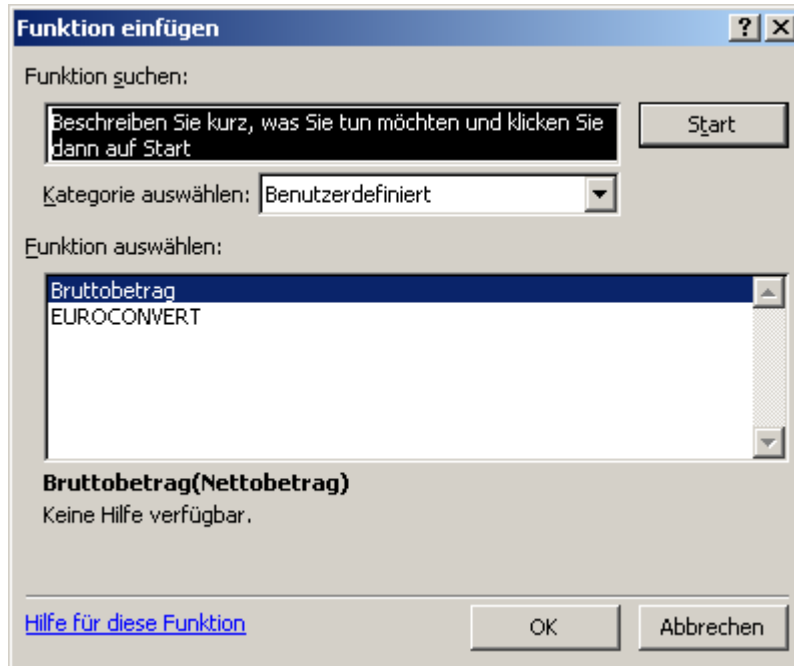 Funktion einfügen
Funktion suchen:
Beschreiben Sie kurz, was Sie tun möchten und klicken Sie
dann auf Start
Start
Kategorie auswählen: Benutzerdefiniert
Funktion auswählen:
Bruttobetrag
EUROCONVERT
Bruttobetrag(Nettobetrag)
Keine Hilfe verfügbar.
Hilfe für diese Funktion
OK
Abbrechen